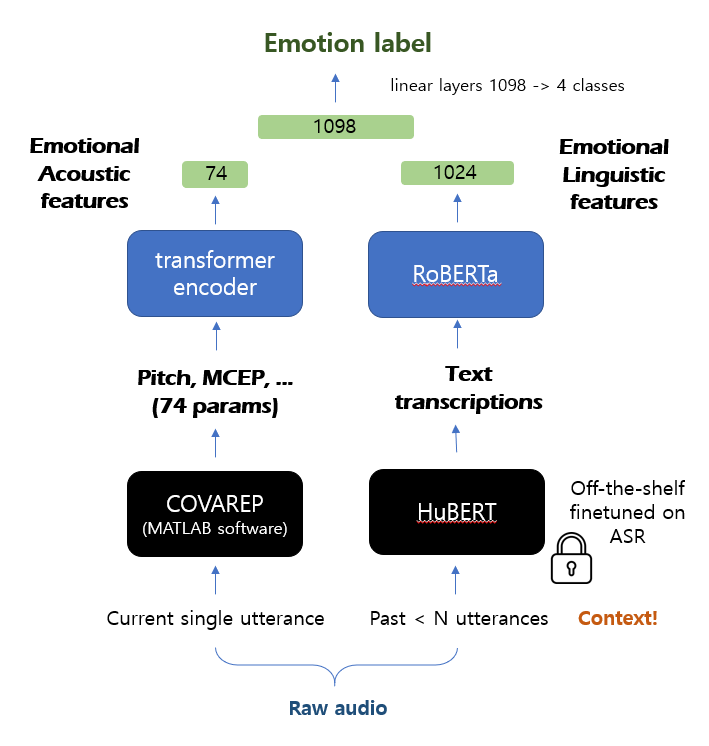 Emotion label
linear layers 1098 -> 4 classes
1098
Emotional
Acoustic
features
74
1024
Emotional
Linguistic
features
transformer
encoder
RoBERTa
Pitch, MCEP, ...
(74 params)
Text
transcriptions
COVAREP
(MATLAB software)
HuBERT
Off-the-shelf
finetuned on
ASR
Current single utterance
Past < N utterances
Context!
Raw audio